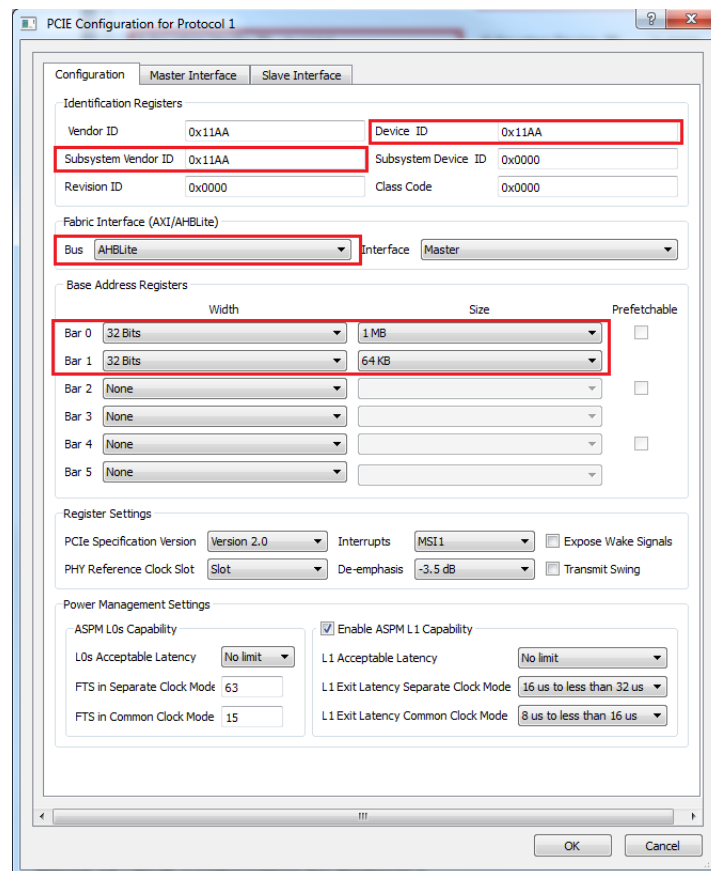 PCIE Configuration for Protocol 1
Configuration Master Interface Slave Interface
Identification Registers
Vendor ID 0x11AA Device ID 0x11AA
Subsystem Vendor ID 0x11AA Subsystem Device ID 0x0000
Revision ID 0x0000 Class Code 0x0000
Fabric Interface (AXI/AHBLite)
Bus AHBLite Interface Master
Base Address Registers
Width Size Prefetchable
Bar 0 32 Bits 1 MB
Bar 1 32 Bits 64 KB
Bar 2 None
Bar 3 None
Bar 4 None
Bar 5 None
Register Settings
PCIe Specification Version Version 2.0 Interrupts MSI1 Expose Wake Signals
PHY Reference Clock Slot Slot De-emphasis -3.5 dB Transmit Swing
Power Management Settings
ASPM L0s Capability Enable ASPM L1 Capability
L0s Acceptable Latency No limit L1 Acceptable Latency No limit
FTS in Separate Clock Mode 63 L1 Exit Latency Separate Clock Mode 16 us to less than 32 us
FTS in Common Clock Mode 15 L1 Exit Latency Common Clock Mode 8 us to less than 16 us
OK Cancel